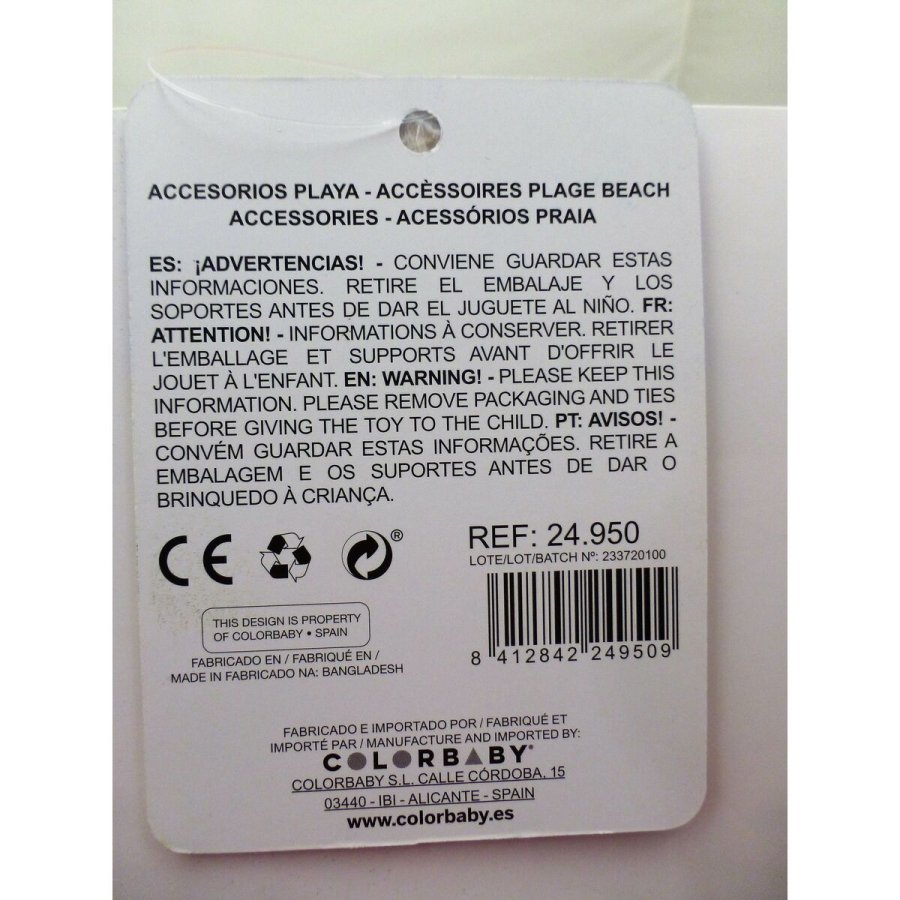 ACCESORIOS PLAYA - ACCÈSSOIRES PLAGE BEACH
ACCESSORIES - ACESSÓRIOS PRAIA
ES: ¡ADVERTENCIAS! - CONVIENE GUARDAR ESTAS
INFORMACIONES. RETIRE EL EMBALAJE Y LOS
SOPORTES ANTES DE DAR EL JUGUETE AL NIÑO. FR:
ATTENTION! - INFORMATIONS À CONSERVER. RETIRER
L'EMBALLAGE ET SUPPORTS AVANT D'OFFRIR LE
JOUET À L'ENFANT. EN: WARNING! - PLEASE KEEP THIS
INFORMATION. PLEASE REMOVE PACKAGING AND TIES
BEFORE GIVING THE TOY TO THE CHILD. PT: AVISOS! -
CONVÉM GUARDAR ESTAS INFORMAÇÕES. RETIRE A
EMBALAGEM E OS SUPORTES ANTES DE DAR O
BRINQUEDO À CRIANÇA.
CE ®
REF: 24.950
LOTE/LOT/BATCH Nº: 233720100
8 412842 249509
THIS DESIGN IS PROPERTY
OF COLORBABY • SPAIN
FABRICADO EN / FABRIQUÉ EN /
MADE IN FABRICADO NA: BANGLADESH
FABRICADO E IMPORTADO POR / FABRIQUÉ ET
IMPORTÉ PAR / MANUFACTURE AND IMPORTED BY:
COLORBABY®
COLORBABY S.L. CALLE CÓRDOBA, 15
03440 - IBI - ALICANTE - SPAIN
www.colorbaby.es